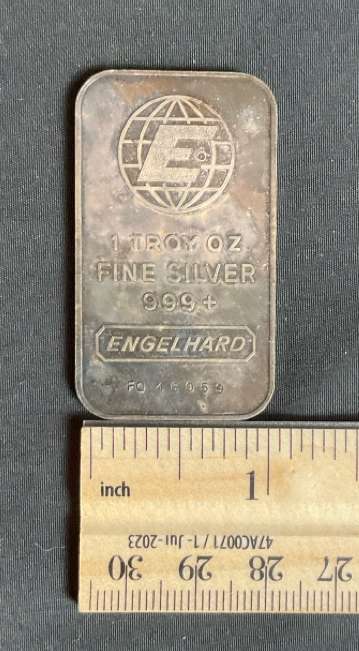 E
1 TROY OZ
FINE SILVER
999+
ENGELHARD
inch 1
47AC0071 / 1- Jul -2023
30 29 28 27